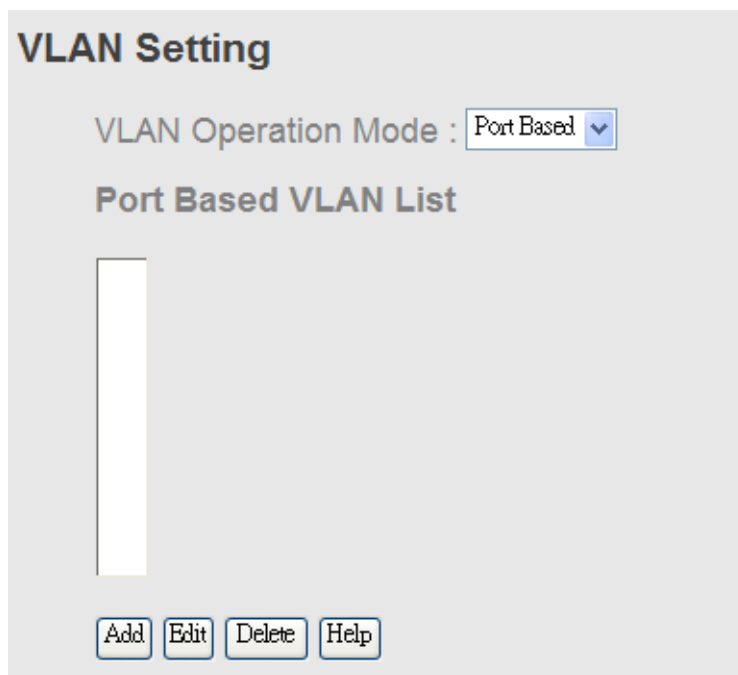 VLAN Setting
VLAN Operation Mode : Port Based
Port Based VLAN List
Add Edit Delete Help